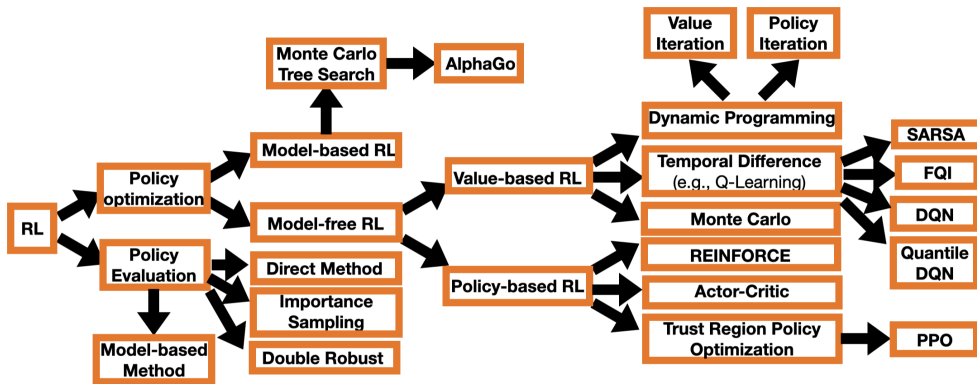 Value
Iteration
Policy
Iteration
Monte Carlo
Tree Search
AlphaGo
Dynamic Programming
SARSA
Model-based RL
Temporal Difference
(e.g., Q-Learning)
Policy
optimization
Value-based RL
FQI
RL
Model-free RL
Monte Carlo
DQN
Policy
Evaluation
Direct Method
REINFORCE
Quantile
DQN
Policy-based RL
Actor-Critic
Importance
Sampling
Trust Region Policy
Optimization
PPO
Model-based
Method
Double Robust